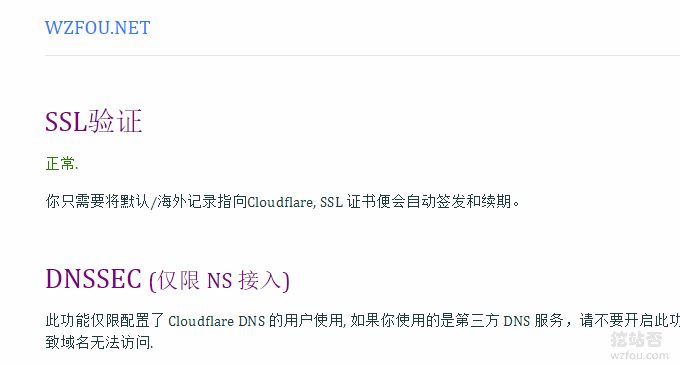 WZFOU.NET
SSL验证
正常.
你只需要将默认/海外记录指向Cloudflare, SSL 证书便会自动签发和续期。
DNSSEC (仅限 NS 接入)
此功能仅限配置了 Cloudflare DNS 的用户使用, 如果你使用的是第三方 DNS 服务，请不要开启此功
致域名无法访问.
挖站否
wzfou.com